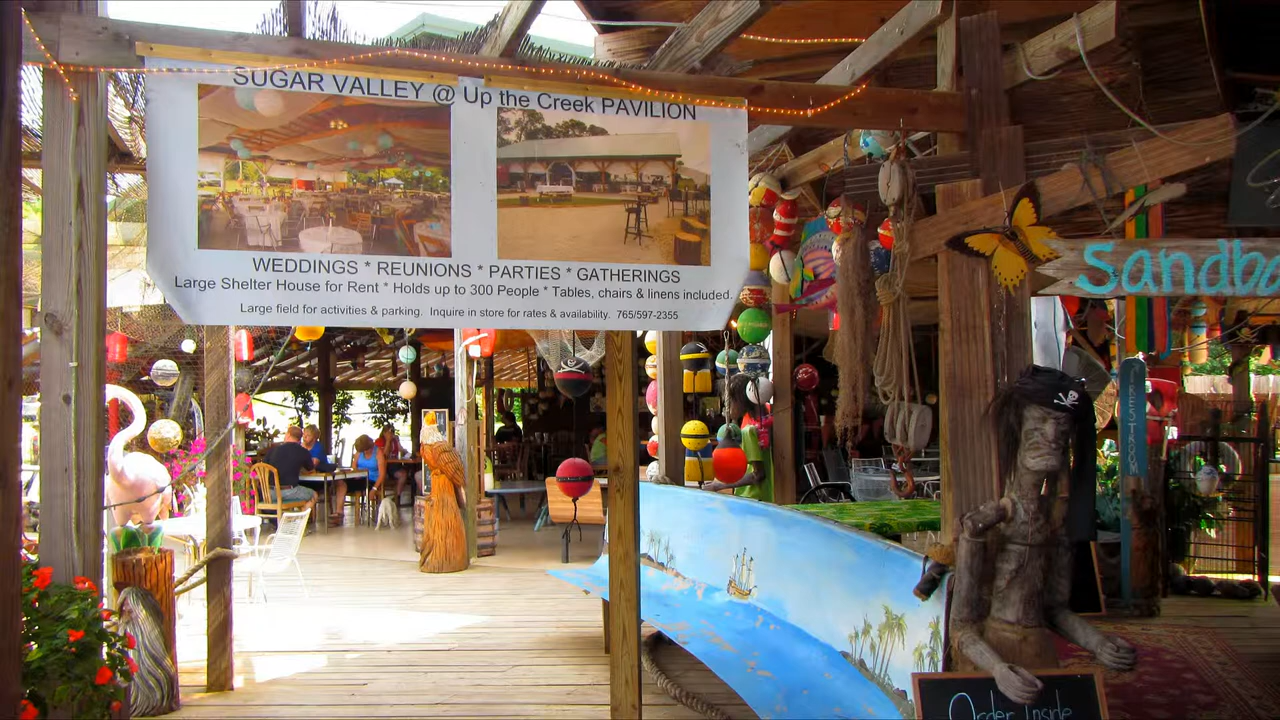 SUGAR VALLEY @ Up the Creek PAVILION
WEDDINGS * REUNIONS * PARTIES * GATHERINGS
Large Shelter House for Rent * Holds up to 300 People * Tables, chairs & linens included.
Large field for activities & parking. Inquire in store for rates & availability. 765/597-2355
Sandba
RESTROOM
Order Inside